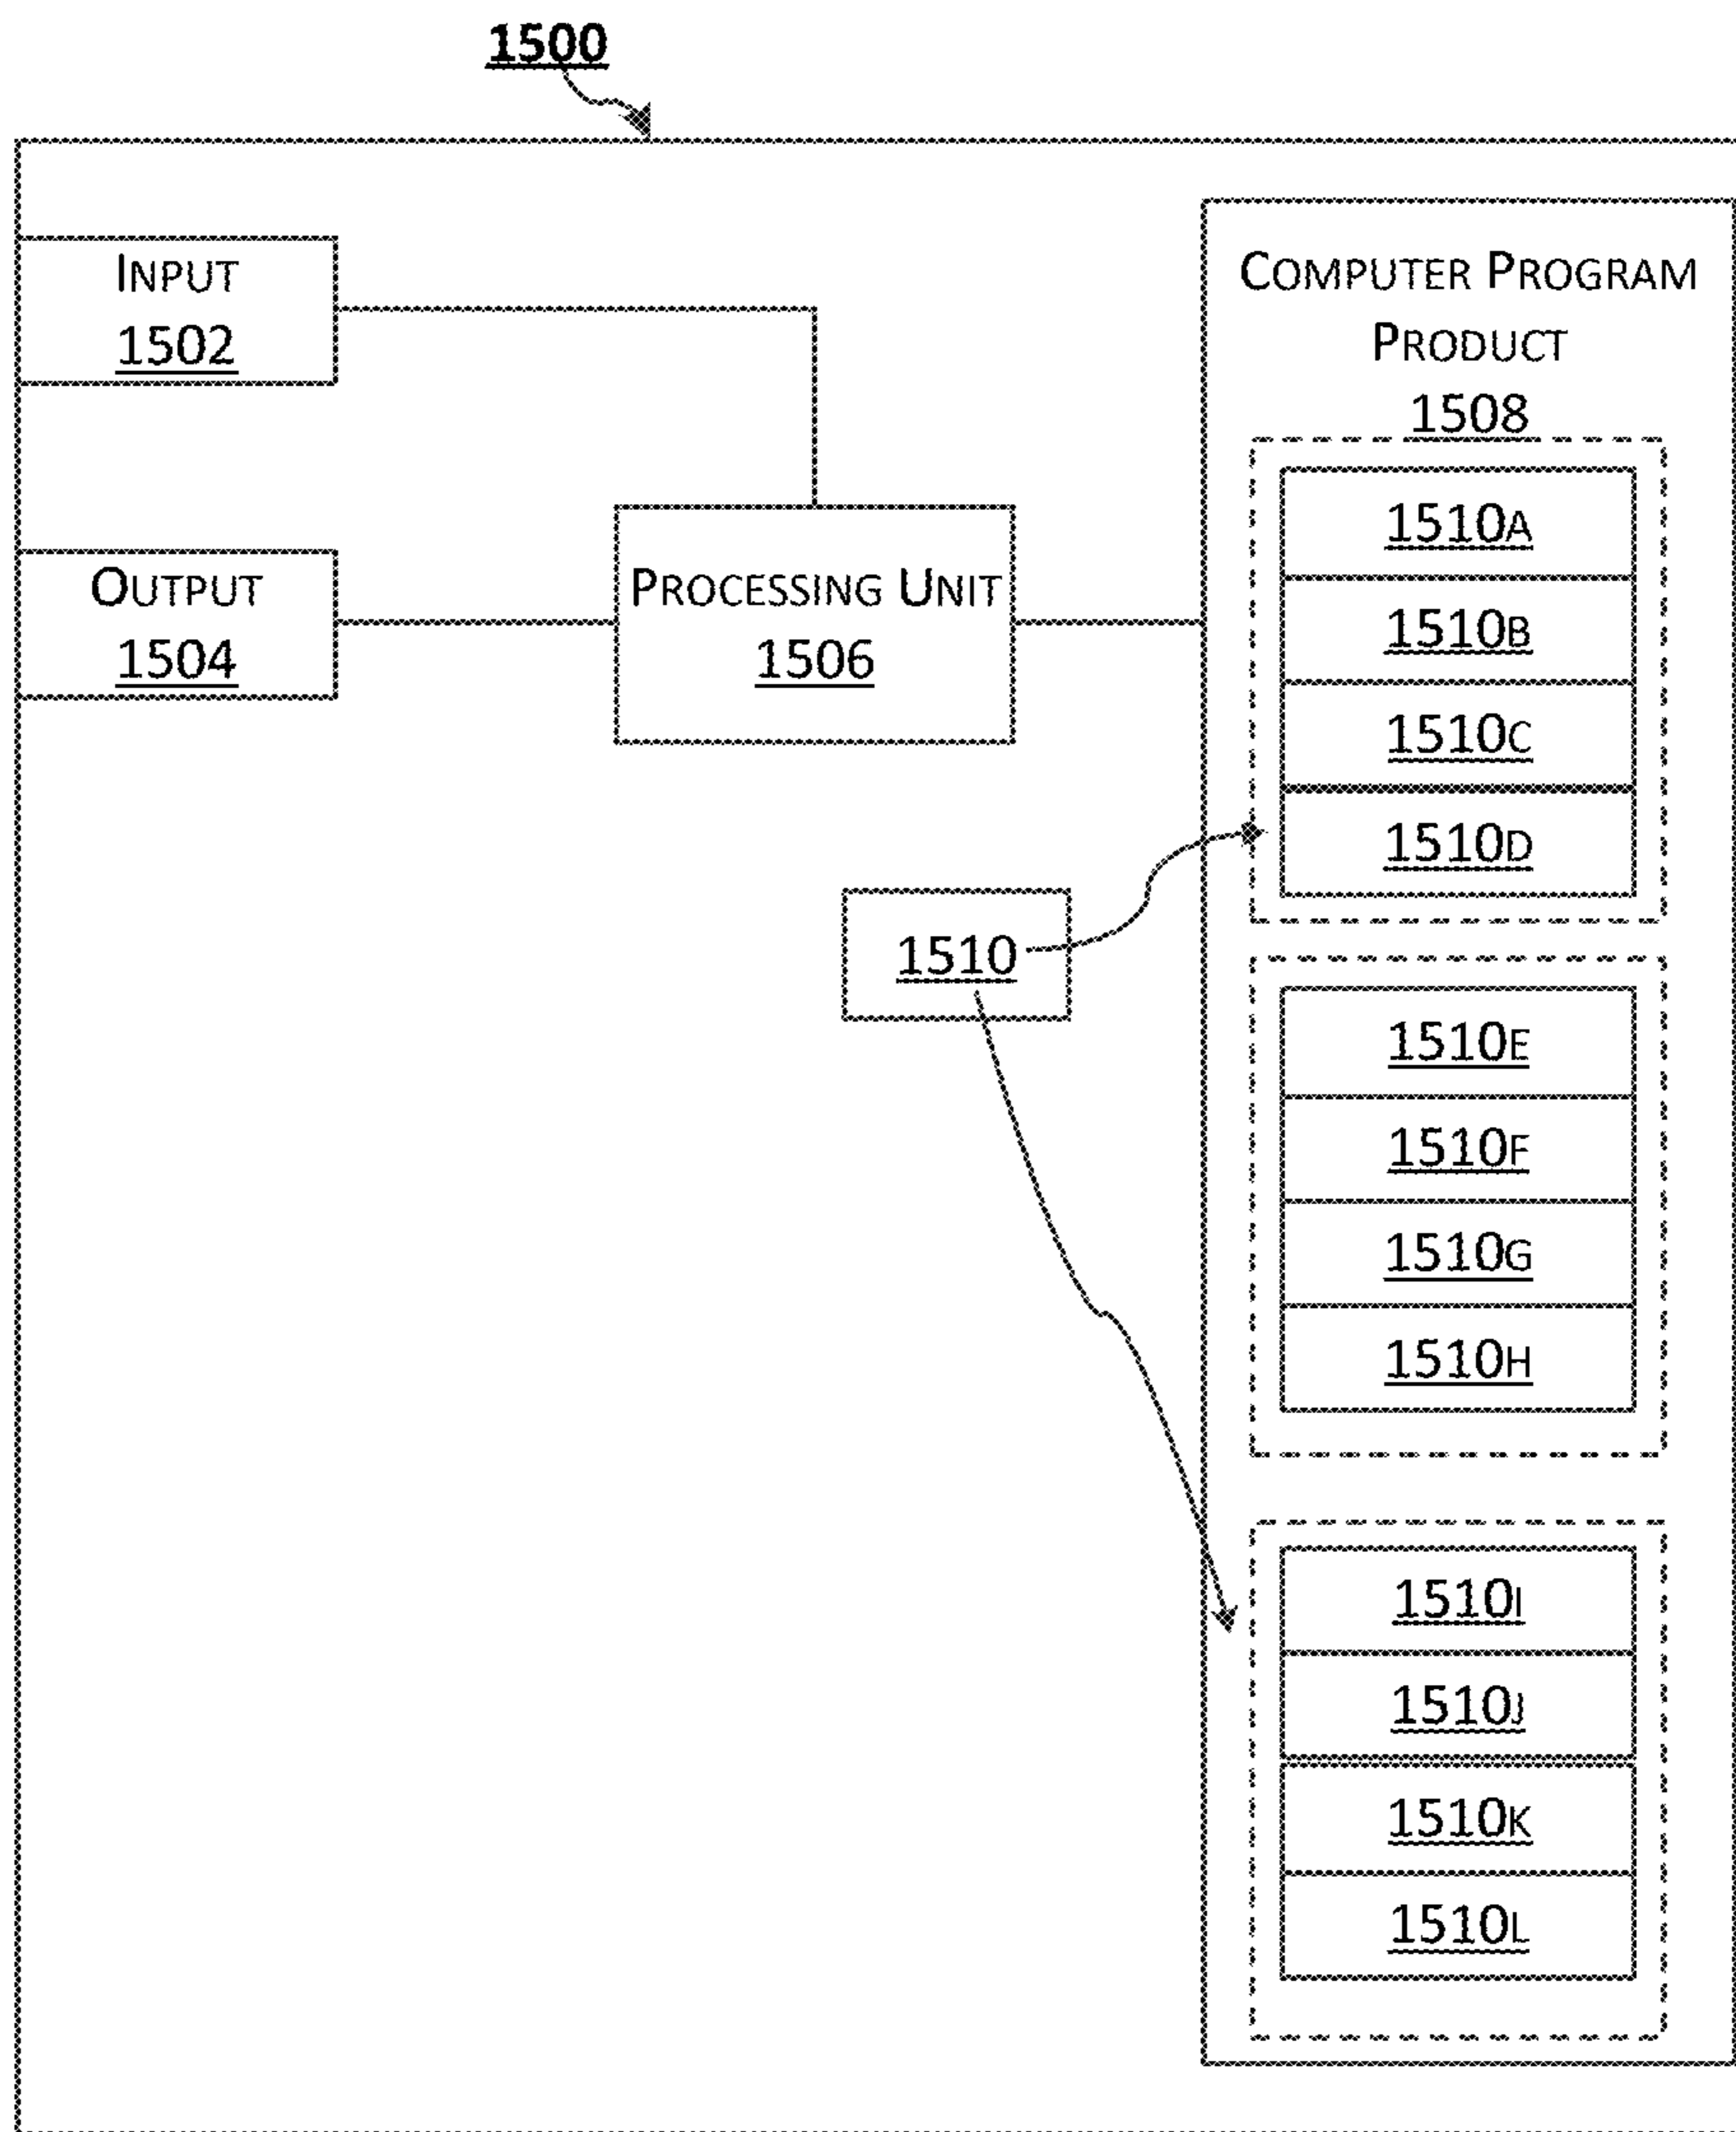 1500
INPUT
1502
OUTPUT
1504
PROCESSING UNIT
1506
COMPUTER PROGRAM
PRODUCT
1508
1510A
1510B
1510C
1510D
1510
1510E
1510F
1510G
1510H
1510I
1510J
1510K
1510L